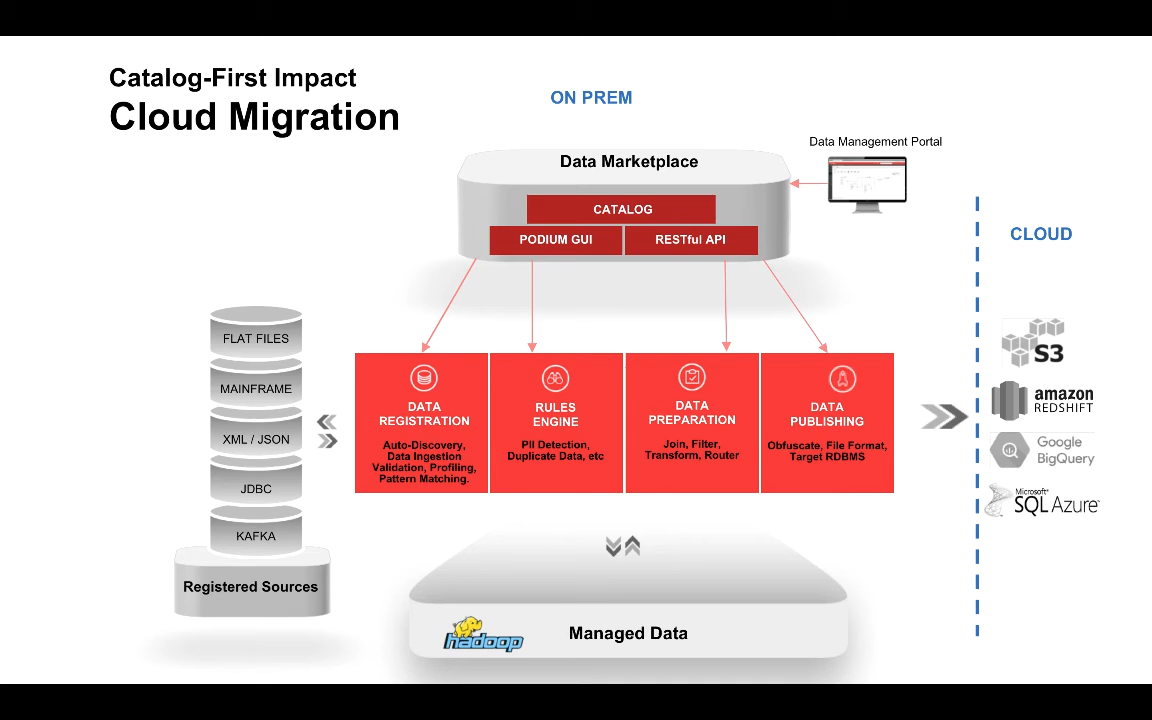 Catalog-First Impact
Cloud Migration
ON PREM
Data Management Portal
Data Marketplace
CATALOG
PODIUM GUI
RESTful API
CLOUD
FLAT FILES
MAINFRAME
XML / JSON
JDBC
KAFKA
Registered Sources
DATA
REGISTRATION
Auto-Discovery,
Data Ingestion
Validation, Profiling,
Pattern Matching.
RULES
ENGINE
PII Detection,
Duplicate Data, etc
DATA
PREPARATION
Join, Filter,
Transform, Router
DATA
PUBLISHING
Obfuscate, File Format,
Target RDBMS
S3
amazon
REDSHIFT
Google
BigQuery
Microsoft®
SQL Azure™
hadoop
Managed Data